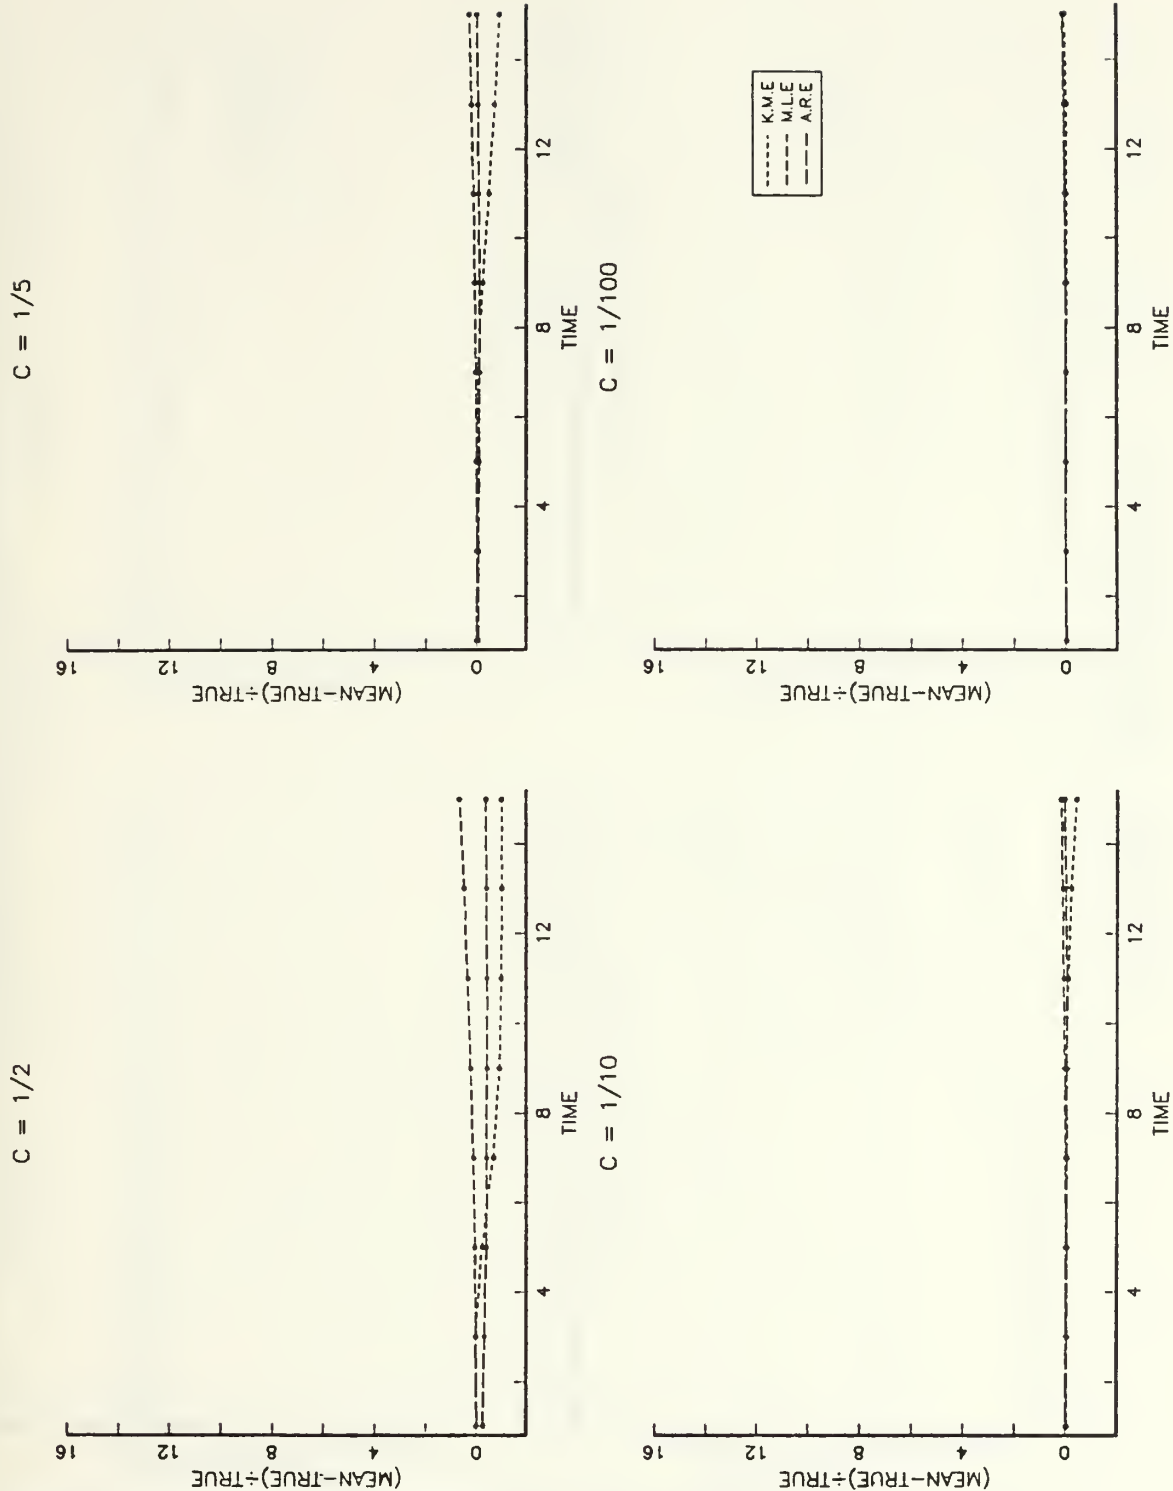 C = 1/2
16
12
8
4
0
(MEAN-TRUE)÷TRUE
4
8
12
TIME
C = 1/5
16
12
8
4
0
(MEAN-TRUE)÷TRUE
4
8
12
TIME
C = 1/10
16
12
8
4
0
(MEAN-TRUE)÷TRUE
4
8
12
TIME
C = 1/100
16
12
8
4
0
(MEAN-TRUE)÷TRUE
K.M.E
M.L.E
A.R.E
4
8
12
TIME